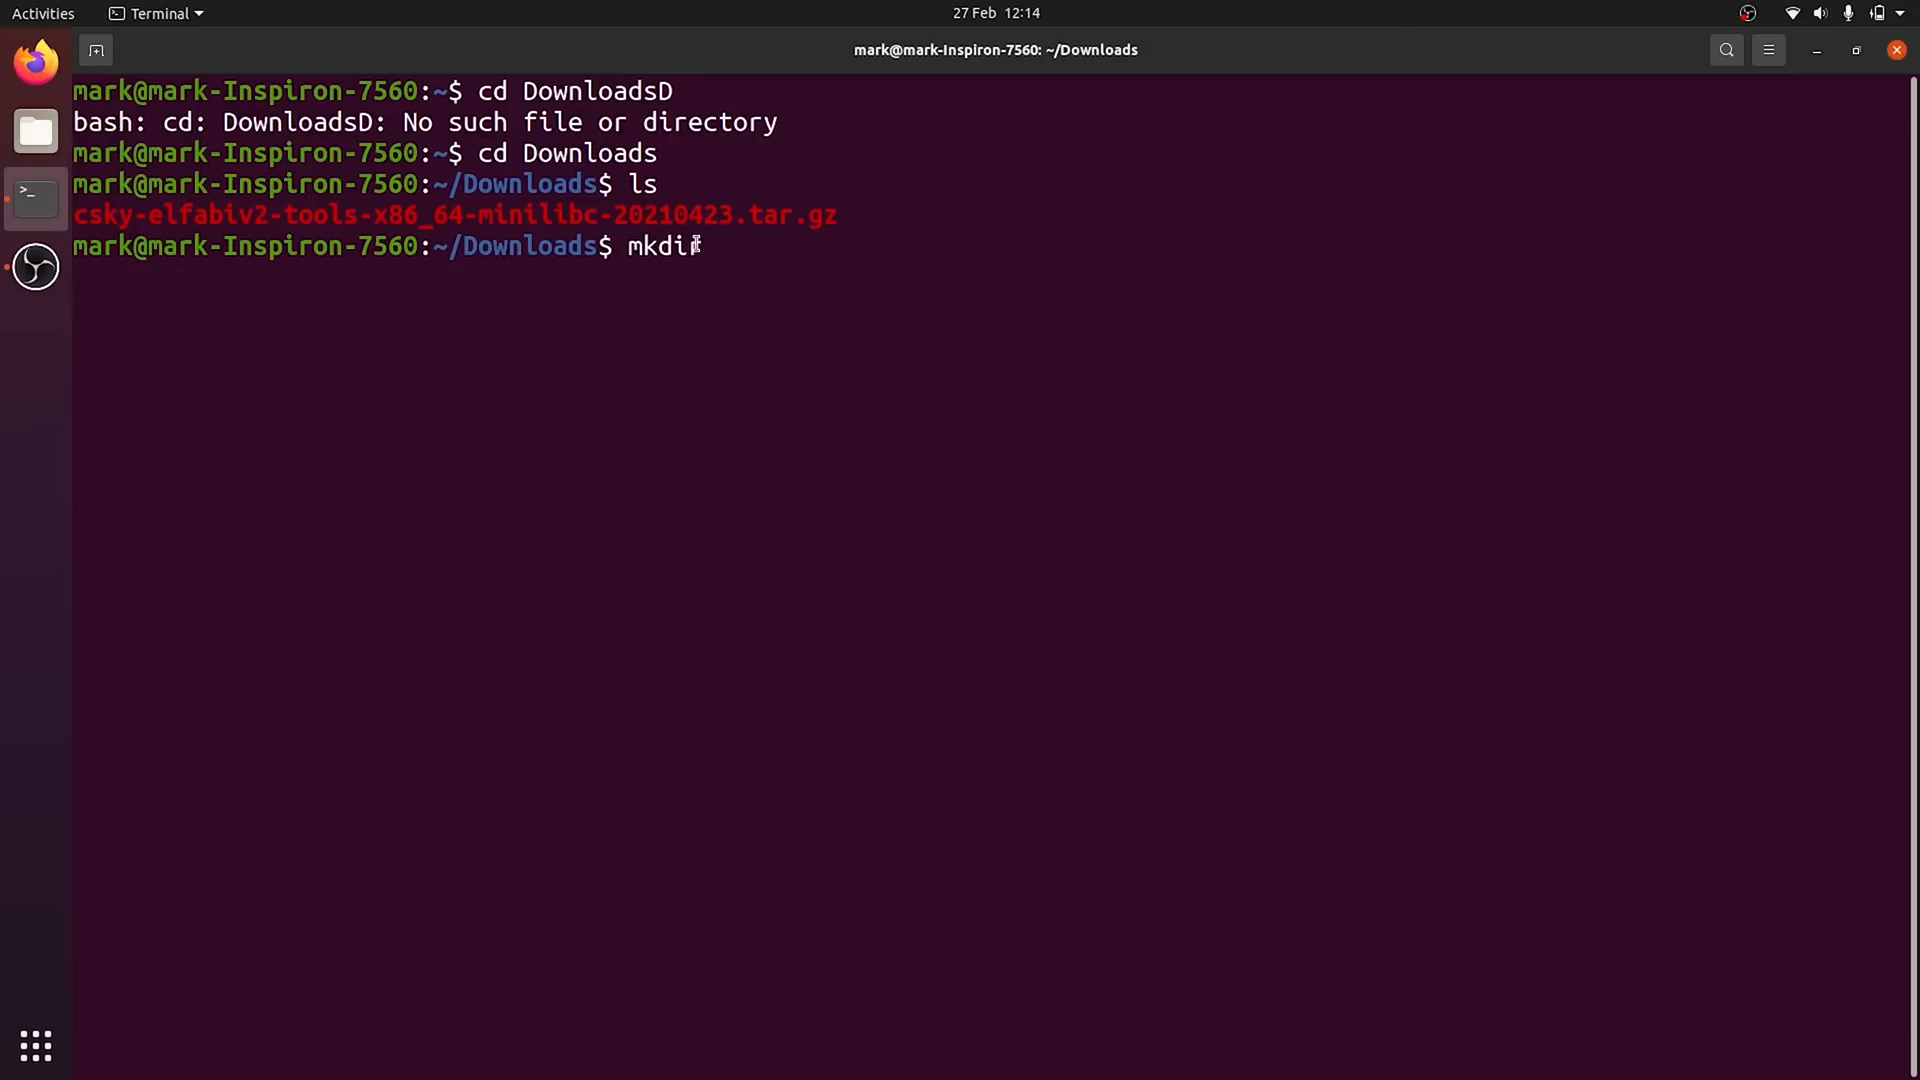 Activities
Terminal
27 Feb 12:14
mark@mark-Inspiron-7560: ~/Downloads
mark@mark-Inspiron-7560:~$ cd DownloadsD
bash: cd: DownloadsD: No such file or directory
mark@mark-Inspiron-7560:~$ cd Downloads
mark@mark-Inspiron-7560:~/Downloads$ ls
csky-elfabiv2-tools-x86_64-minilibc-20210423.tar.gz
mark@mark-Inspiron-7560:~/Downloads$ mkdir